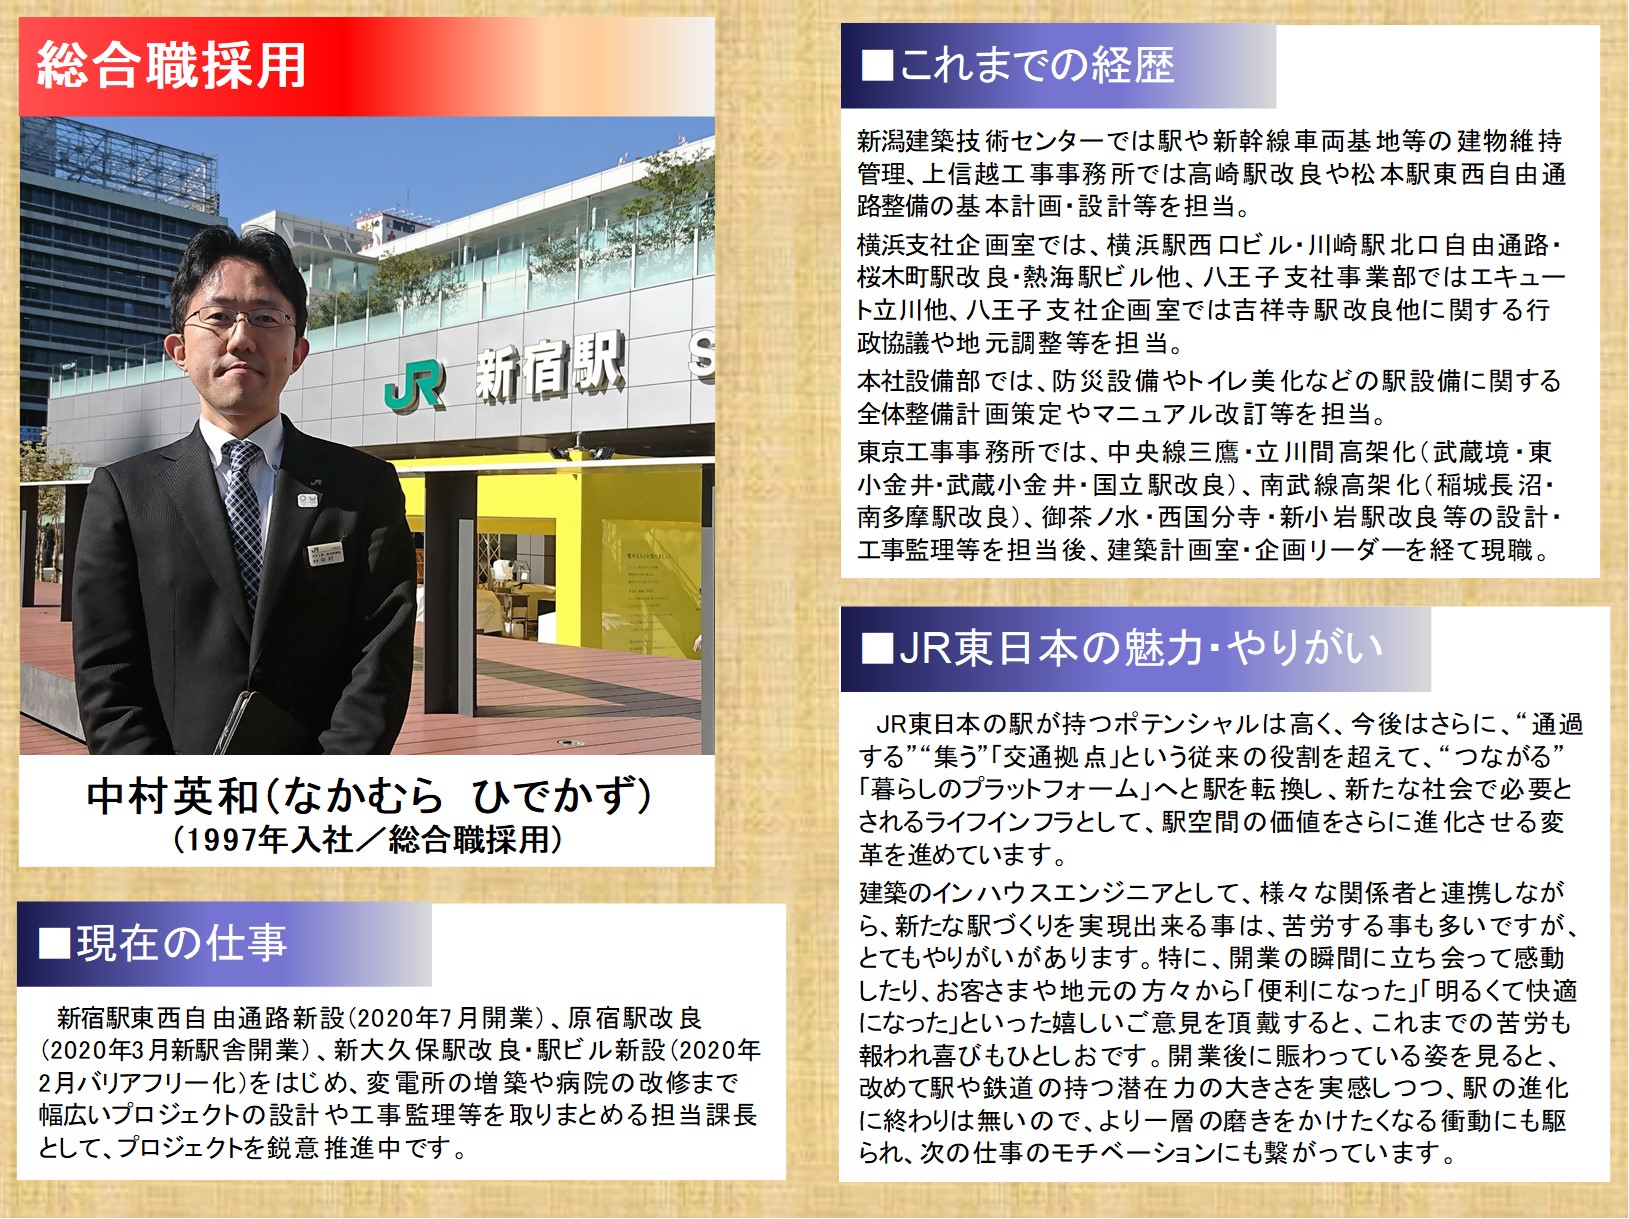 総合職採用
JR 新宿駅 S
中村英和(なかむら ひでかず)
(1997年入社／総合職採用)
■現在の仕事
新宿駅東西自由通路新設(2020年7月開業)、原宿駅改良
(2020年3月新駅舎開業)、新大久保駅改良・駅ビル新設(2020年
2月バリアフリー化)をはじめ、変電所の増築や病院の改修まで
幅広いプロジェクトの設計や工事監理等を取りまとめる担当課長
として、プロジェクトを鋭意推進中です。
■これまでの経歴
新潟建築技術センターでは駅や新幹線車両基地等の建物維持
管理、上信越工事事務所では高崎駅改良や松本駅東西自由通
路整備の基本計画・設計等を担当。
横浜支社企画室では、横浜駅西口ビル・川崎駅北口自由通路・
桜木町駅改良・熱海駅ビル他、八王子支社事業部ではエキュー
ト立川他、八王子支社企画室では吉祥寺駅改良他に関する行
政協議や地元調整等を担当。
本社設備部では、防災設備やトイレ美化などの駅設備に関する
全体整備計画策定やマニュアル改訂等を担当。
東京工事事務所では、中央線三鷹・立川間高架化(武蔵境・東
小金井・武蔵小金井・国立駅改良)、南武線高架化(稲城長沼・
南多摩駅改良)、御茶ノ水・西国分寺・新小岩駅改良等の設計・
工事監理等を担当後、建築計画室・企画リーダーを経て現職。
■JR東日本の魅力・やりがい
JR東日本の駅が持つポテンシャルは高く、今後はさらに、“通過
する”“集う”「交通拠点」という従来の役割を超えて、“つながる”
「暮らしのプラットフォーム」へと駅を転換し、新たな社会で必要と
されるライフインフラとして、駅空間の価値をさらに進化させる変
革を進めています。
建築のインハウスエンジニアとして、様々な関係者と連携しなが
ら、新たな駅づくりを実現出来る事は、苦労する事も多いですが、
とてもやりがいがあります。特に、開業の瞬間に立ち会って感動
したり、お客さまや地元の方々から「便利になった」「明るくて快適
になった」といった嬉しいご意見を頂戴すると、これまでの苦労も
報われ喜びもひとしおです。開業後に賑わっている姿を見ると、
改めて駅や鉄道の持つ潜在力の大きさを実感しつつ、駅の進化
に終わりは無いので、より一層の磨きをかけたくなる衝動にも駆
られ、次の仕事のモチベーションにも繋がっています。